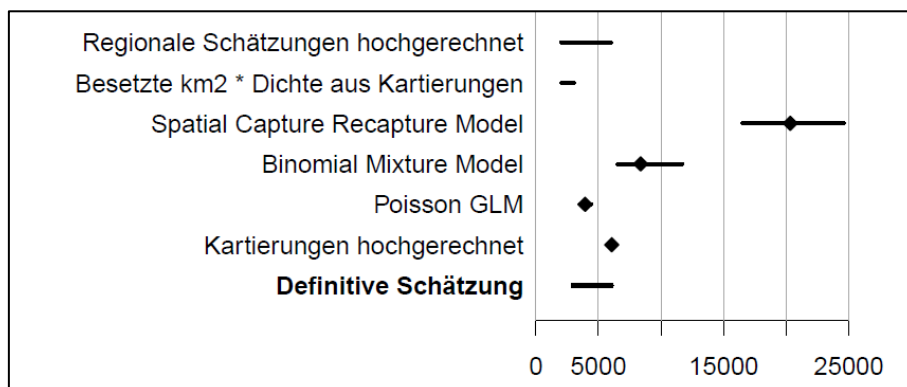 Regionale Schätzungen hochgerechnet
Besetzte km2 * Dichte aus Kartierungen
Spatial Capture Recapture Model
Binomial Mixture Model
Poisson GLM
Kartierungen hochgerechnet
Definitive Schätzung
0 5000 15000 25000